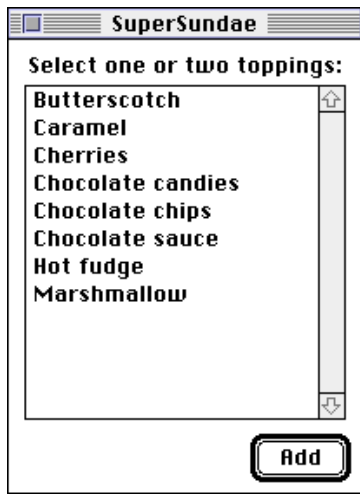 SuperSundae
Select one or two toppings:
Butterscotch
Caramel
Cherries
Chocolate candies
Chocolate chips
Chocolate sauce
Hot fudge
Marshmallow
Add